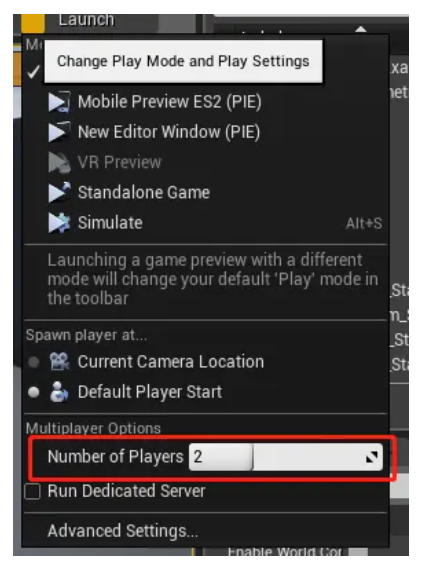 Launch
Change Play Mode and Play Settings
Mobile Preview ES2 (PIE)
New Editor Window (PIE)
VR Preview
Standalone Game
Simulate Alt+S
Launching a game preview with a different
mode will change your default 'Play' mode in
the toolbar
Spawn player at...
Current Camera Location
Default Player Start
Multiplayer Options
Number of Players 2
Run Dedicated Server
Advanced Settings...
Enable World Co